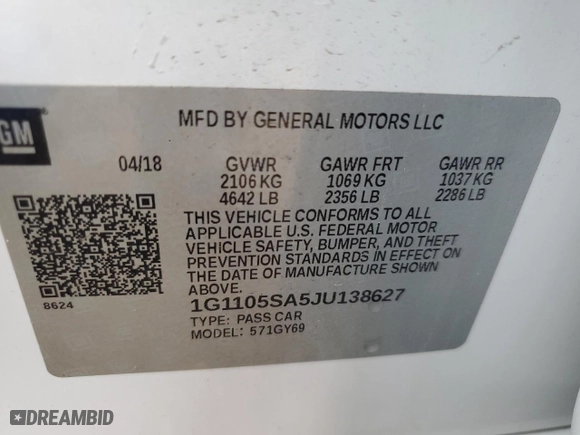 GM
MFD BY GENERAL MOTORS LLC
04/18 GVWR GAWR FRT GAWR RR
2106 KG 1069 KG 1037 KG
4642 LB 2356 LB 2286 LB
THIS VEHICLE CONFORMS TO ALL
APPLICABLE U.S. FEDERAL MOTOR
VEHICLE SAFETY, BUMPER, AND THEFT
PREVENTION STANDARDS IN EFFECT ON
THE DATE OF MANUFACTURE SHOWN
ABOVE.
8624
1G1105SA5JU138627
TYPE: PASS CAR
MODEL: 571GY69
DREAMBID